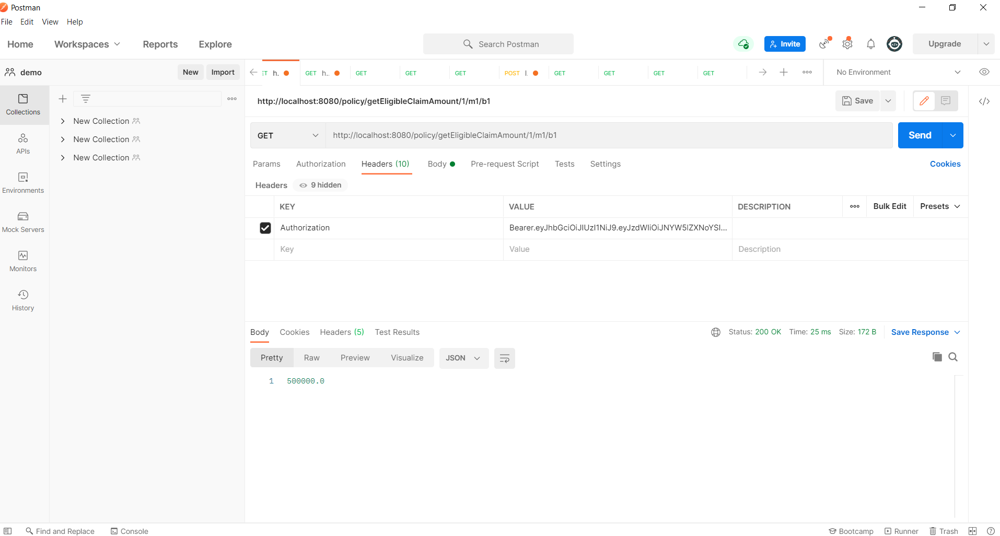 Postman
File Edit View Help
Home Workspaces Reports Explore Search Postman Invite Upgrade
demo New Import ET h. GET h.. GET GET GET POST l. GET GET GET GET No Environment
http://localhost:8080/policy/getEligibleClaimAmount/1/m1/b1 Save
Collections
New Collection
New Collection
New Collection
APIs
Environments
Mock Servers
Monitors
History
GET http://localhost:8080/policy/getEligibleClaimAmount/1/m1/b1 Send
Params Authorization Headers (10) Body Pre-request Script Tests Settings Cookies
Headers 9 hidden
KEY VALUE DESCRIPTION Bulk Edit Presets
Authorization Bearer.eyJhbGciOiJIUzI1NiJ9.eyJzdWIiOiJNYW5lZXNoYSI...
Key Value Description
Body Cookies Headers (5) Test Results Status: 200 OK Time: 25 ms Size: 172 B Save Response
Pretty Raw Preview Visualize JSON
1 500000.0
Find and Replace Console Bootcamp Runner Trash